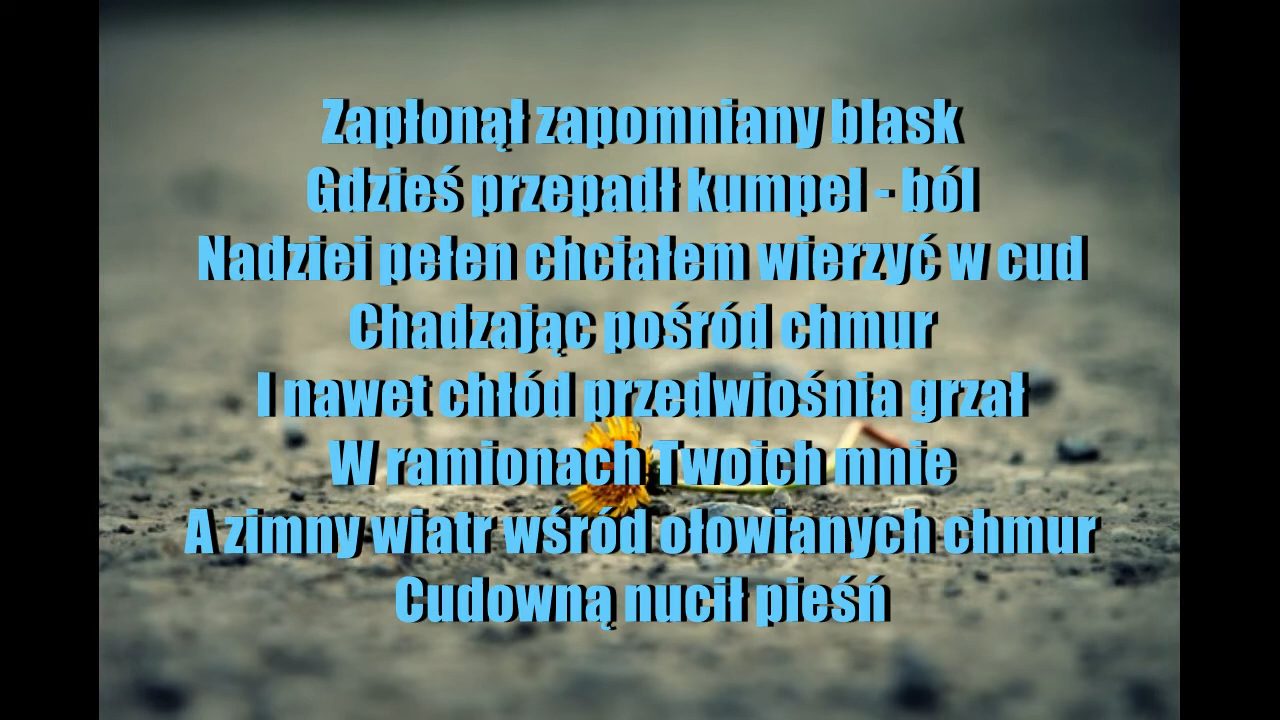 Zapłonął zapomniany blask
Gdzieś przepadł kumpel - ból
Nadziei pełen chciałem wierzyć w cud
Chadzając pośród chmur
I nawet chłód przedwiośnia grzał
W ramionach Twoich mnie
A zimny wiatr wśród ołowianych chmur
Cudowną nucił pieśń